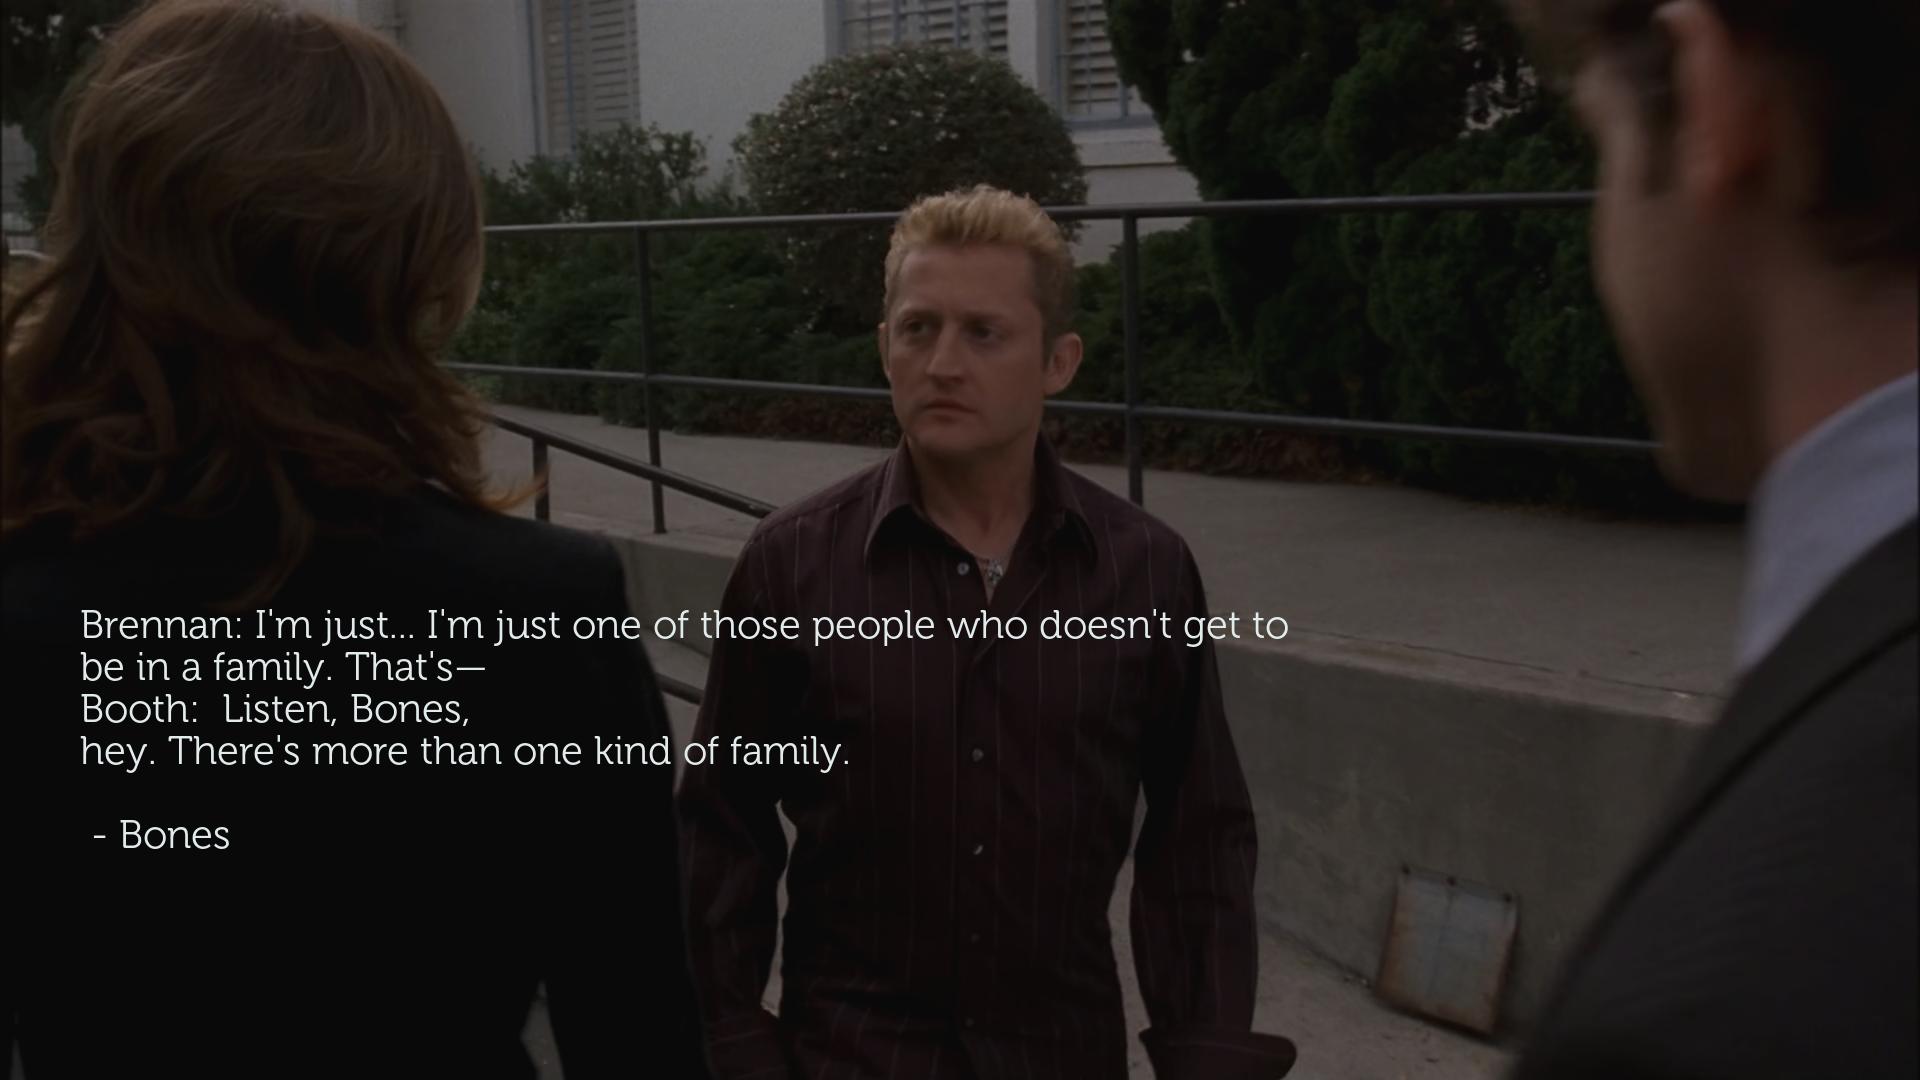 Brennan: I'm just... I'm just one of those people who doesn't get to
be in a family. That's—
Booth:  Listen, Bones,
hey. There's more than one kind of family.
- Bones